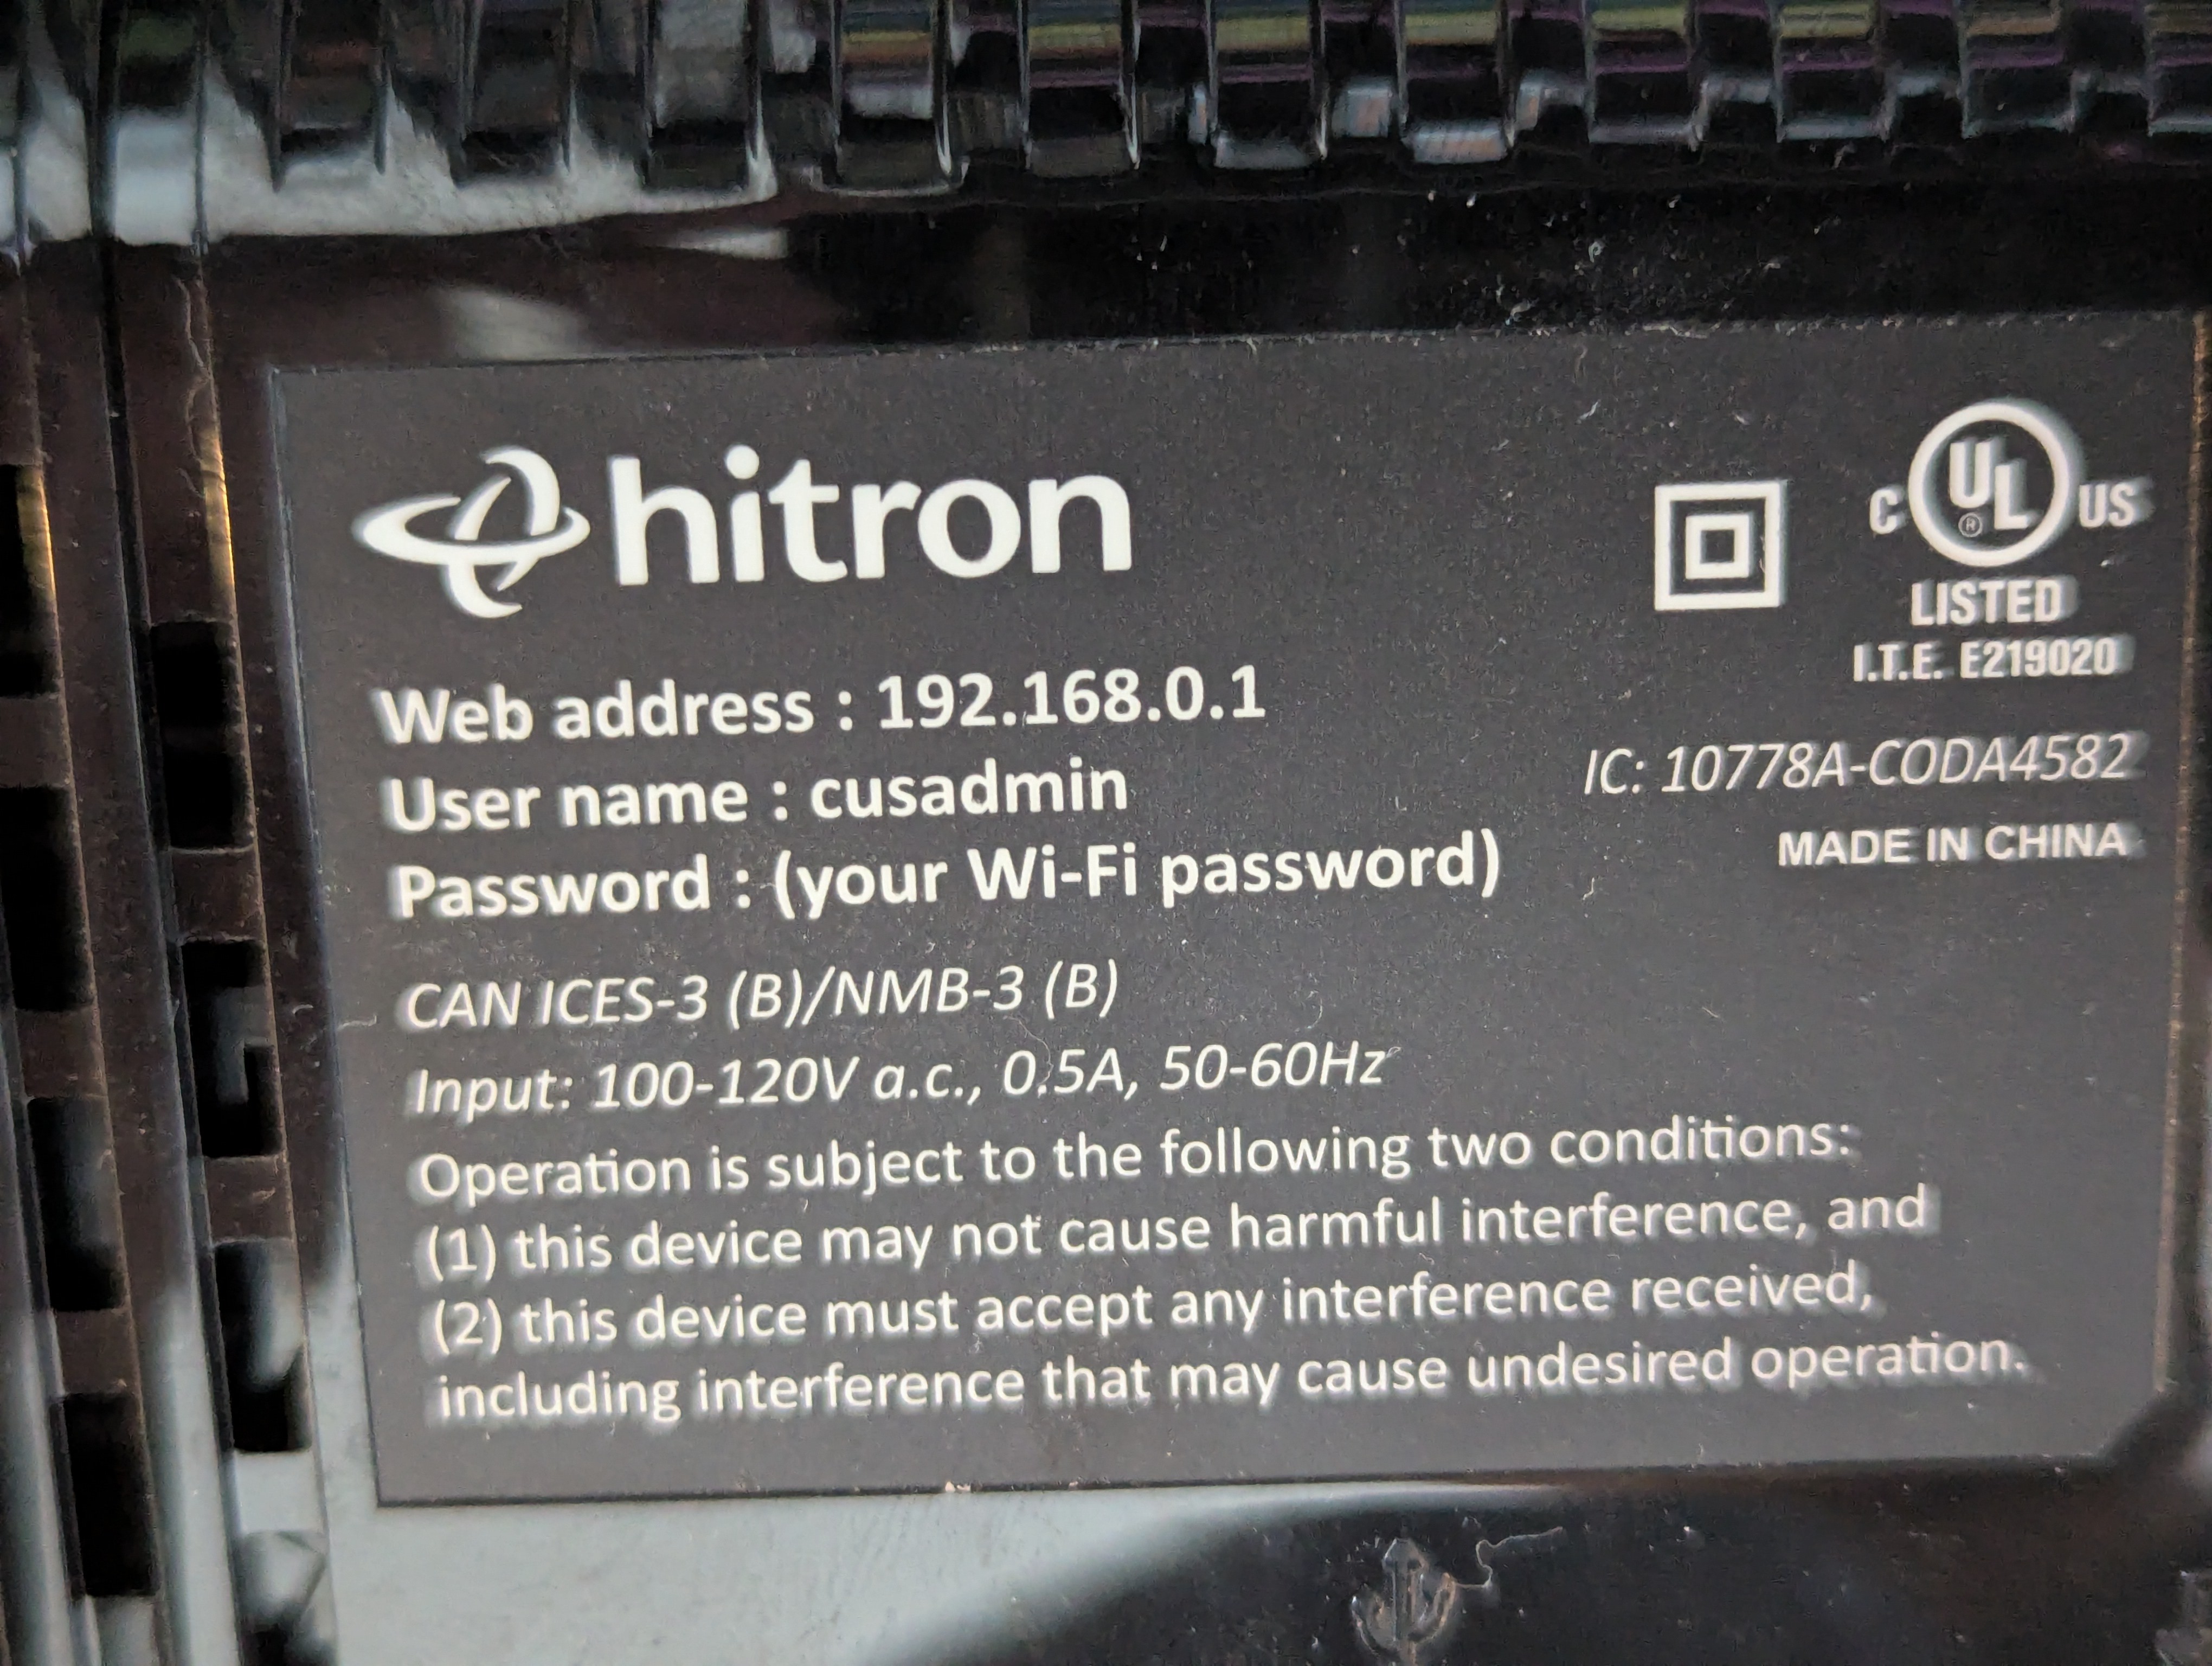 hitron
C UL US
®
LISTED
I.T.E. E219020
Web address : 192.168.0.1
User name : cusadmin
Password : (your Wi-Fi password)
IC: 10778A-CODA4582
MADE IN CHINA
CAN ICES-3 (B)/NMB-3 (B)
Input: 100-120V a.c., 0.5A, 50-60Hz
Operation is subject to the following two conditions:
(1) this device may not cause harmful interference, and
(2) this device must accept any interference received,
including interference that may cause undesired operation.